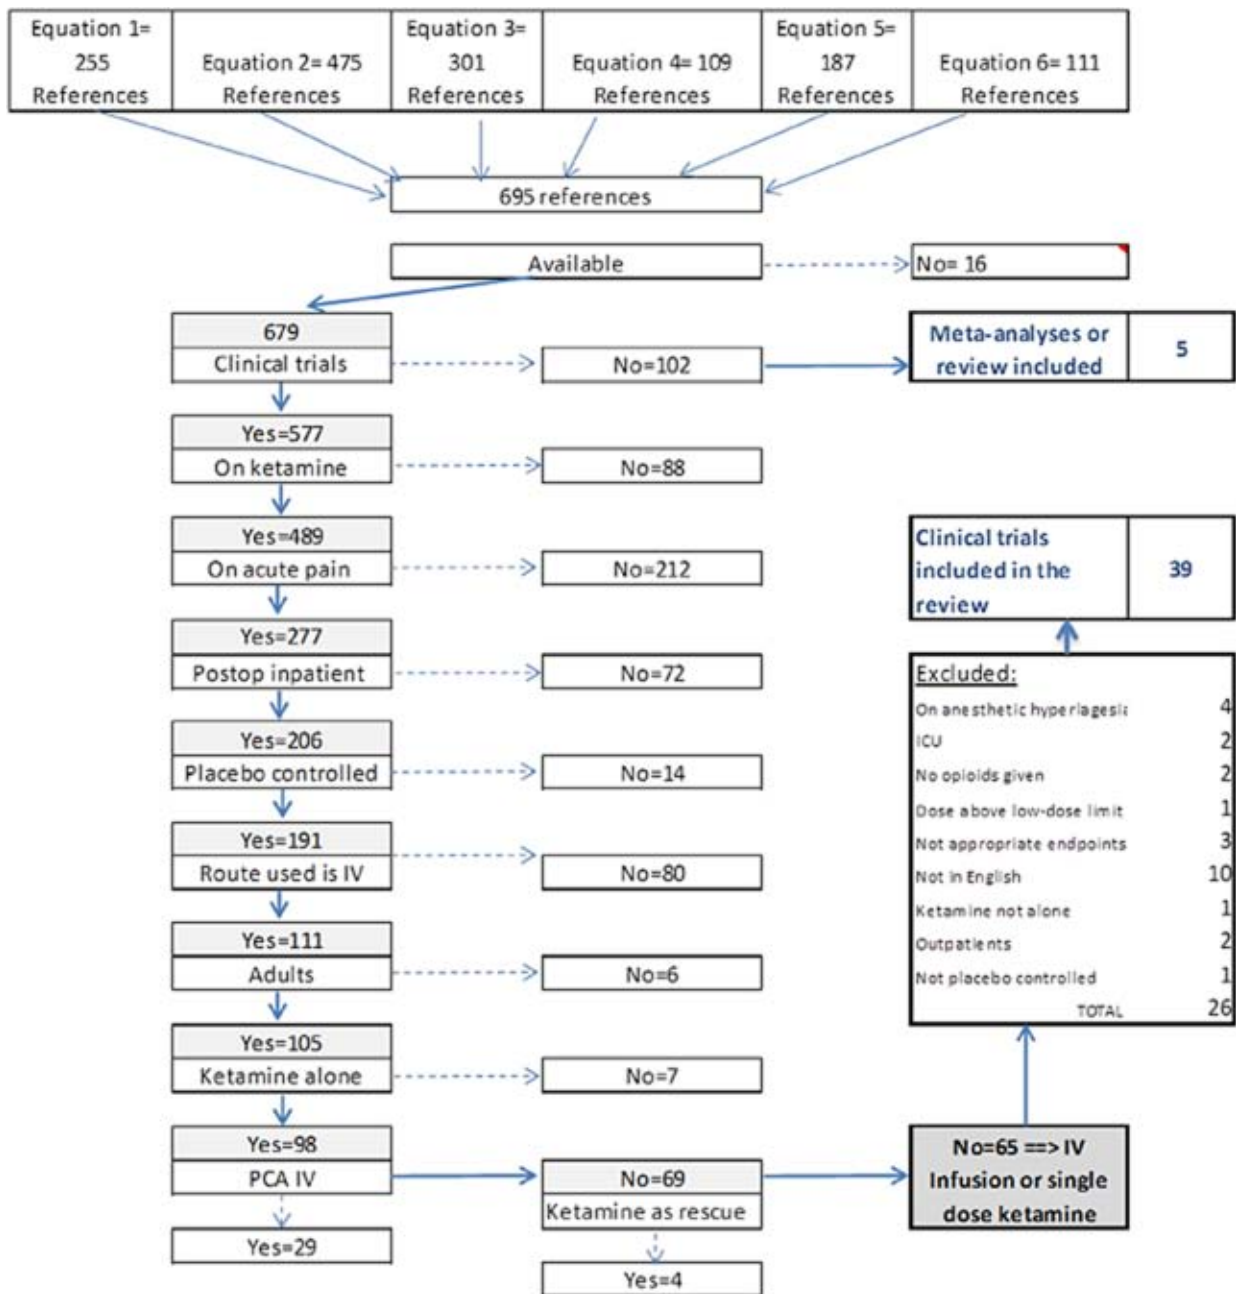 Equation 1=
255
References
Equation 2= 475
References
Equation 3=
301
References
Equation 4= 109
References
Equation 5=
187
References
Equation 6= 111
References
695 references
Available
No= 16
679
Clinical trials
No=102
Meta-analyses or
review included
5
Yes=577
On ketamine
No=88
Yes=489
On acute pain
No=212
Clinical trials
included in the
review
39
Yes=277
Postop inpatient
No=72
Yes=206
Placebo controlled
No=14
Yes=191
Route used is IV
No=80
Yes=111
Adults
No=6
Yes=105
Ketamine alone
No=7
Excluded:
On anesthetic hyperlagesia 4
ICU 2
No opioids given 2
Dose above low-dose limit 1
Not appropriate endpoints 3
Not in English 10
Ketamine not alone 1
Outpatients 2
Not placebo controlled 1
TOTAL 26
Yes=98
PCA IV
No=69
Ketamine as rescue
No=65 ==> IV
Infusion or single
dose ketamine
Yes=29
Yes=4